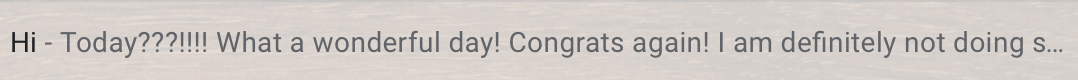 Hi - Today???!!!! What a wonderful day! Congrats again! I am definitely not doing s...